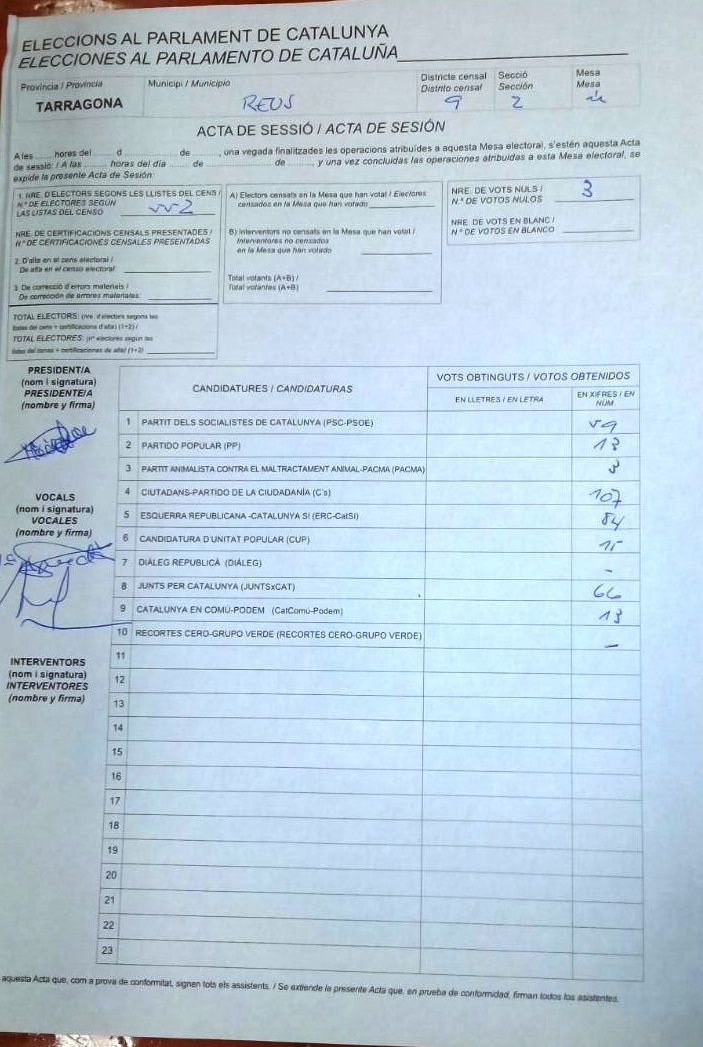 ELECCIONS AL PARLAMENT DE CATALUNYA
ELECCIONES AL PARLAMENTO DE CATALUÑA
Província / Provincia
TARRAGONA
Municipi / Municipio
REUS
Districte censal
Distrito censal
9
Secció
Sección
2
Mesa
Mesa
ACTA DE SESSIÓ / ACTA DE SESIÓN
A les ...... hores del ...... d ............ de ........, una vegada finalitzades les operacions atribuïdes a aquesta Mesa electoral, s'estén aquesta Acta
de sessió: / A las ........ horas del día ........ de ............ de ........, y una vez concluidas las operaciones atribuidas a esta Mesa electoral, se
expide la presente Acta de Sesión:
1. NRE. D'ELECTORS SEGONS LES LLISTES DEL CENS /
N.º DE ELECTORES SEGÚN
LAS LISTAS DEL CENSO
NRE. DE CERTIFICACIONS CENSALS PRESENTADES /
N.º DE CERTIFICACIONES CENSALES PRESENTADAS
2. D'alta en el cens electoral /
De alta en el censo electoral
3. De correcció d'errors materials /
De corrección de errores materiales
TOTAL ELECTORS: (nre. d'electors segons les
llistes del cens + certificacions d'alta) (1+2) /
TOTAL ELECTORES: (nº electores según las
listas del censo + certificaciones de alta) (1+2)
A) Electors censats en la Mesa que han votat / Electores
censados en la Mesa que han votado
B) Interventors no censats en la Mesa que han votat /
Interventores no censados
en la Mesa que han votado
Total votants (A+B) /
Total votantes (A+B)
NRE. DE VOTS NULS /
N.º DE VOTOS NULOS
3
NRE. DE VOTS EN BLANC /
N.º DE VOTOS EN BLANCO
PRESIDENT/A
(nom i signatura)
PRESIDENTE/A
(nombre y firma)
VOCALS
(nom i signatura)
VOCALES
(nombre y firma)
INTERVENTORS
(nom i signatura)
INTERVENTORES
(nombre y firma)
CANDIDATURES / CANDIDATURAS
VOTS OBTINGUTS / VOTOS OBTENIDOS
EN LLETRES / EN LETRA
EN XIFRES / EN
NÚM
1 PARTIT DELS SOCIALISTES DE CATALUNYA (PSC-PSOE)
2 PARTIDO POPULAR (PP) 13
3 PARTIT ANIMALISTA CONTRA EL MALTRACTAMENT ANIMAL-PACMA (PACMA) 3
4 CIUTADANS-PARTIDO DE LA CIUDADANÍA (C's) 107
5 ESQUERRA REPUBLICANA -CATALUNYA SÍ (ERC-CatSí) 84
6 CANDIDATURA D'UNITAT POPULAR (CUP) 15
7 DIÀLEG REPUBLICÀ (DIÀLEG) -
8 JUNTS PER CATALUNYA (JUNTSxCAT) 66
9 CATALUNYA EN COMÚ-PODEM (CatComú-Podem) 13
10 RECORTES CERO-GRUPO VERDE (RECORTES CERO-GRUPO VERDE) -
11
12
13
14
15
16
17
18
19
20
21
22
23
aquesta Acta que, com a prova de conformitat, signen tots els assistents. / Se extiende la presente Acta que, en prueba de conformidad, firman todos los asistentes.